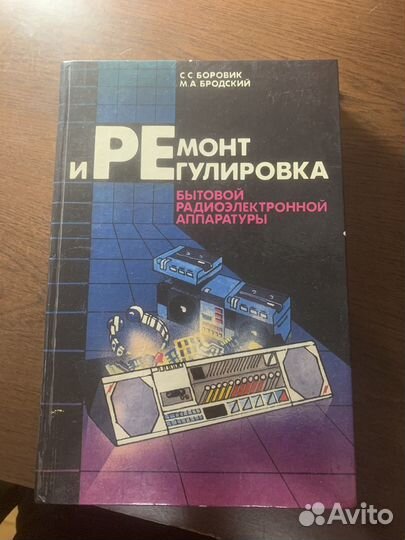 С С БОРОВИК
М А БРОДСКИЙ
РЕМОНТ
И РЕГУЛИРОВКА
БЫТОВОЙ
РАДИОЭЛЕКТРОННОЙ
АППАРАТУРЫ
Avito